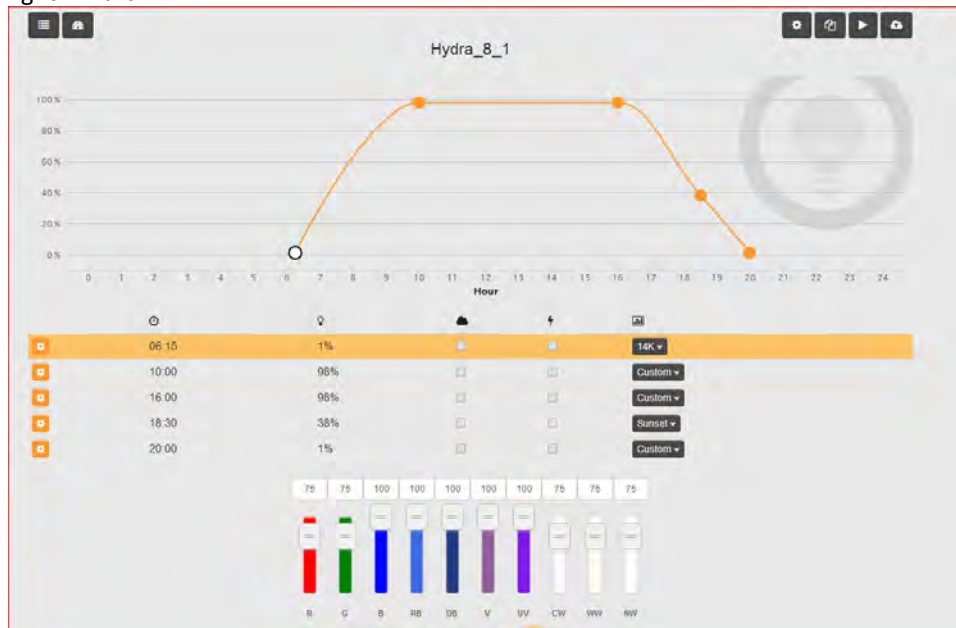 Hydra_8_1
100 %
80 %
60 %
40 %
20 %
0 %
0 1 2 3 4 5 6 7 8 9 10 11 12 13 14 15 16 17 18 19 20 21 22 23 24
Hour
06:15 1% 14K
10:00 98% Custom
16:00 98% Custom
18:30 38% Sunset
20:00 1% Custom
75 75 100 100 100 100 100 75 75 75
R G B RB DB V UV CW WW NW